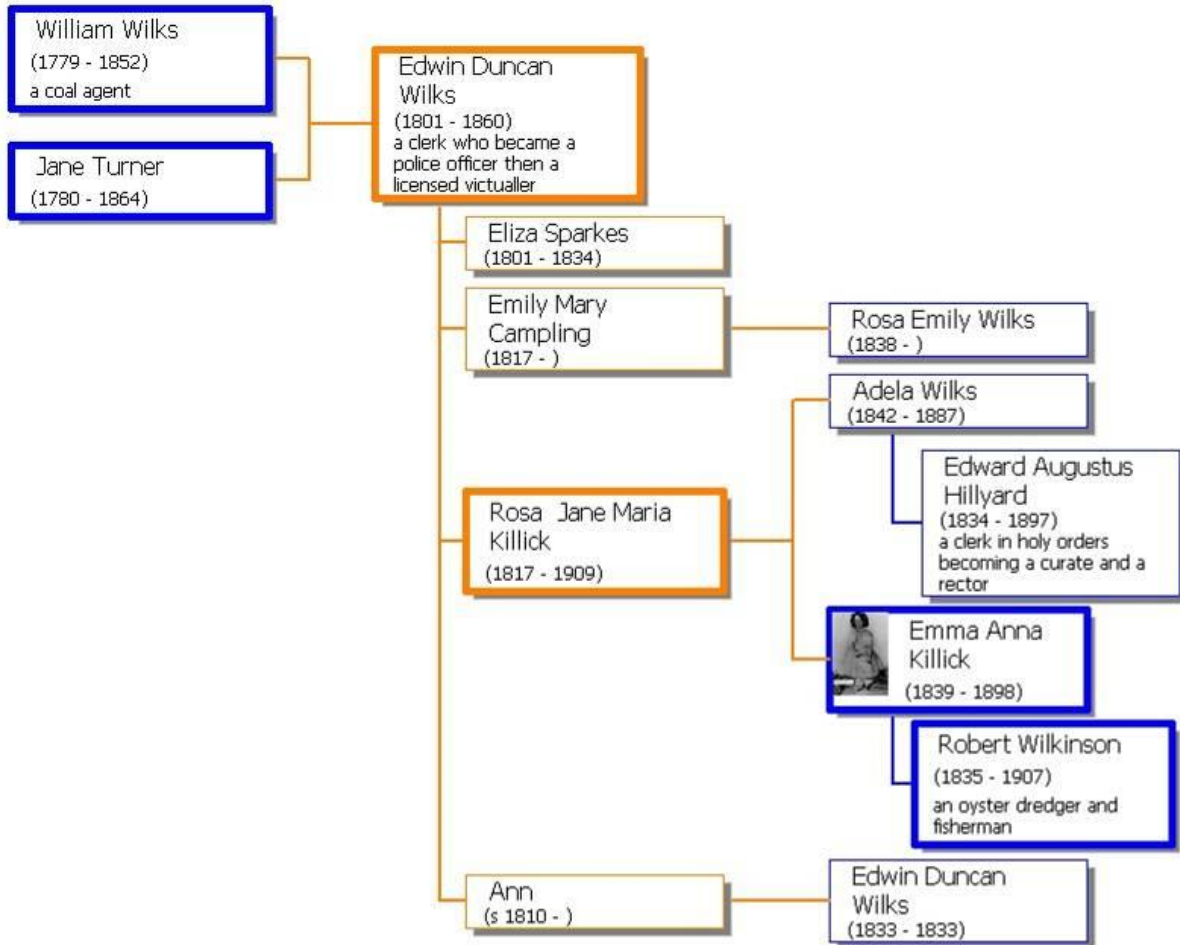 William Wilks
(1779 - 1852)
a coal agent
Jane Turner
(1780 - 1864)
Edwin Duncan
Wilks
(1801 - 1860)
a clerk who became a
police officer then a
licensed victualler
Eliza Sparkes
(1801 - 1834)
Emily Mary
Campling
(1817 - )
Rosa Emily Wilks
(1838 - )
Adela Wilks
(1842 - 1887)
Edward Augustus
Hillyard
(1834 - 1897)
a clerk in holy orders
becoming a curate and a
rector
Rosa Jane Maria
Killick
(1817 - 1909)
Emma Anna
Killick
(1839 - 1898)
Robert Wilkinson
(1835 - 1907)
an oyster dredger and
fisherman
Ann
(s 1810 - )
Edwin Duncan
Wilks
(1833 - 1833)